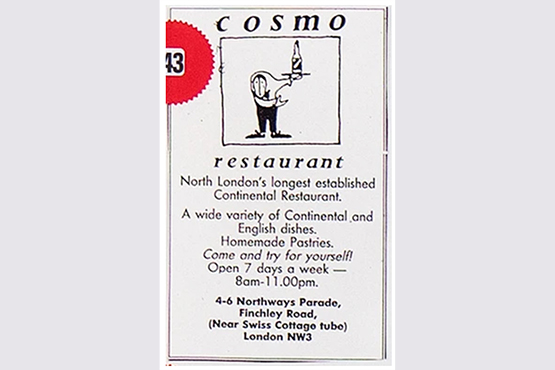 cosmo
43
restaurant
North London's longest established
Continental Restaurant.
A wide variety of Continental and
English dishes.
Homemade Pastries.
Come and try for yourself!
Open 7 days a week —
8am-11.00pm.
4-6 Northways Parade,
Finchley Road,
(Near Swiss Cottage tube)
London NW3